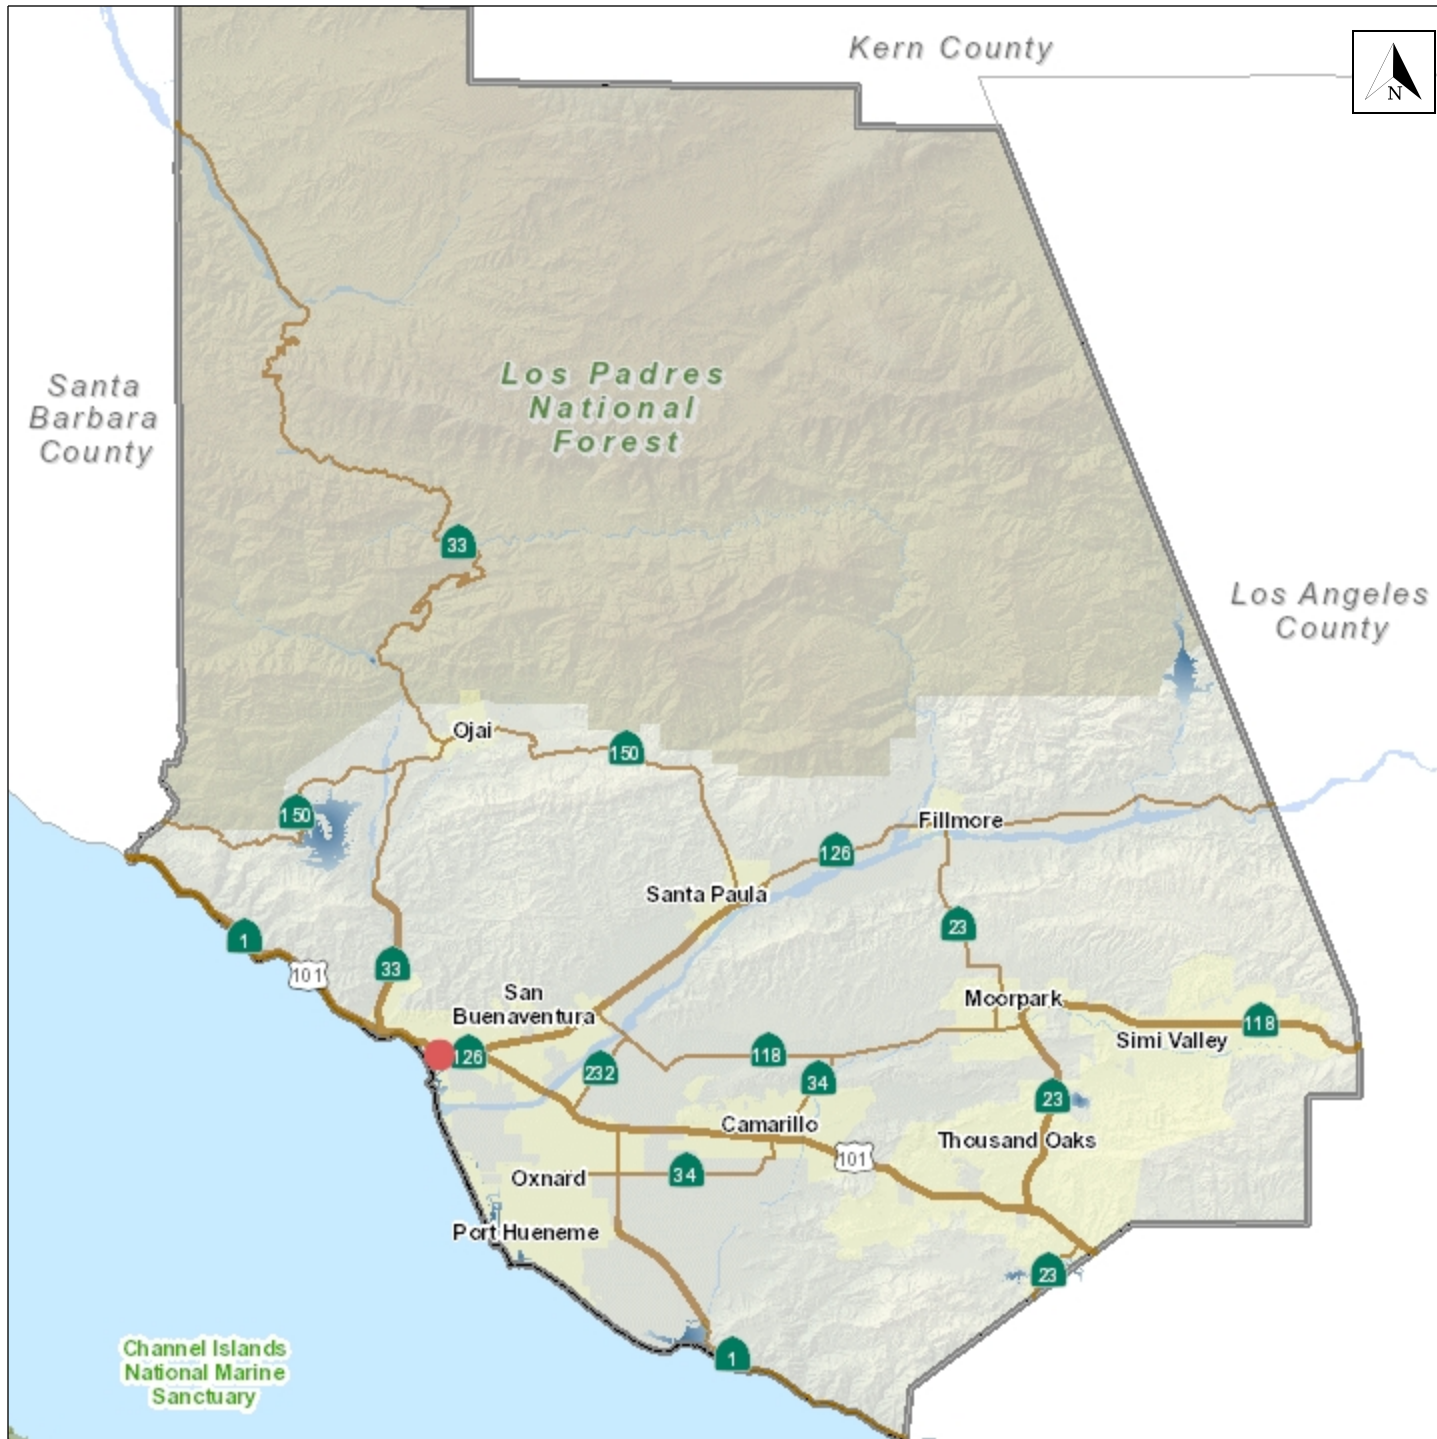 Kern County
N
Santa
Barbara
County
Los Padres
National
Forest
33
Los Angeles
County
Ojai
150
150
Fillmore
126
Santa Paula
23
1
33
101
San
Buenaventura
Moorpark
118
Simi Valley
126
118
232
34
23
Camarillo
Thousand Oaks
101
Oxnard
34
Port Hueneme
23
1
Channel Islands
National Marine
Sanctuary